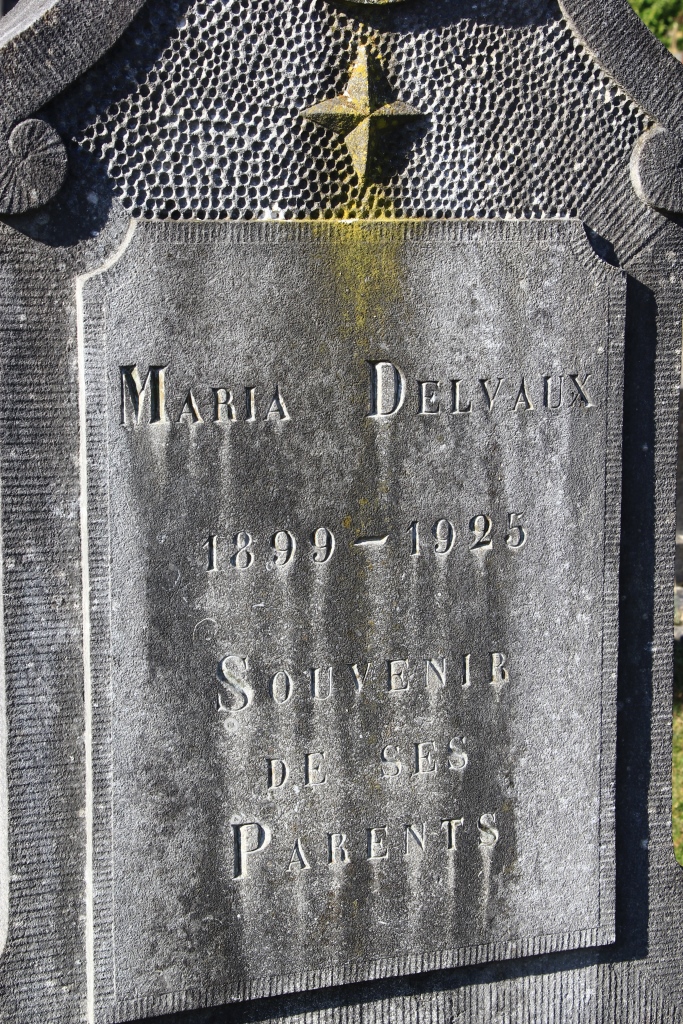 Maria Delvaux
1899-1925
Souvenir
de ses
Parents